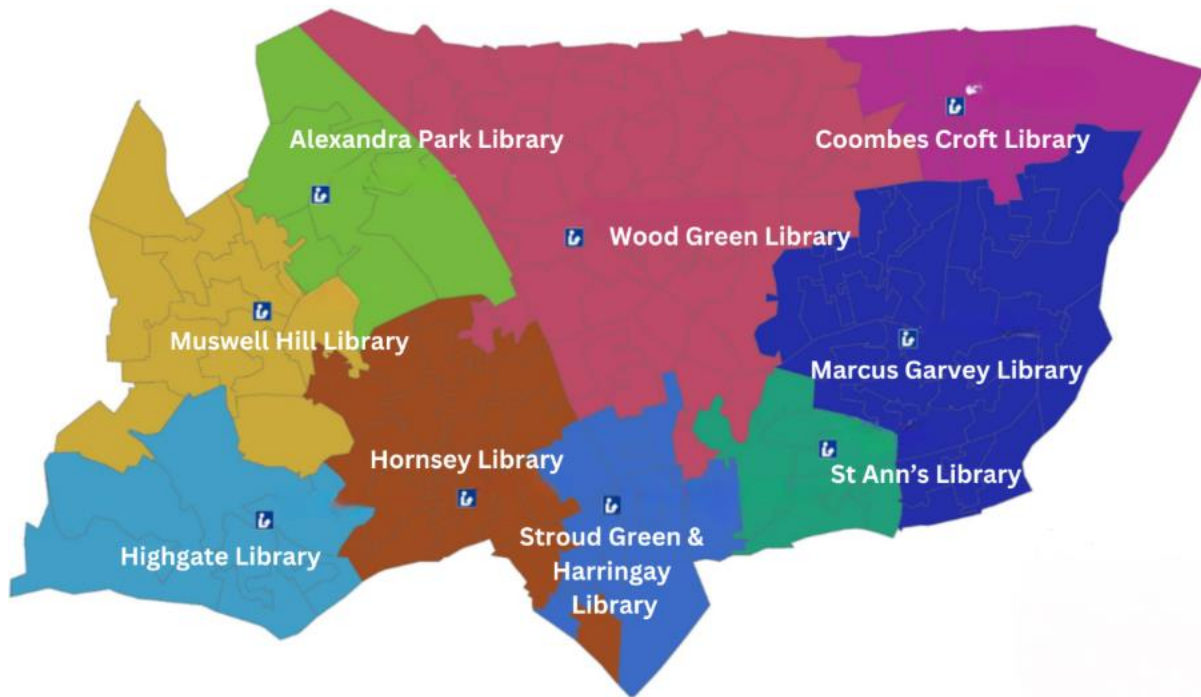 Alexandra Park Library
Coombes Croft Library
Wood Green Library
Muswell Hill Library
Marcus Garvey Library
Hornsey Library
St Ann’s Library
Highgate Library
Stroud Green &
Harringay
Library